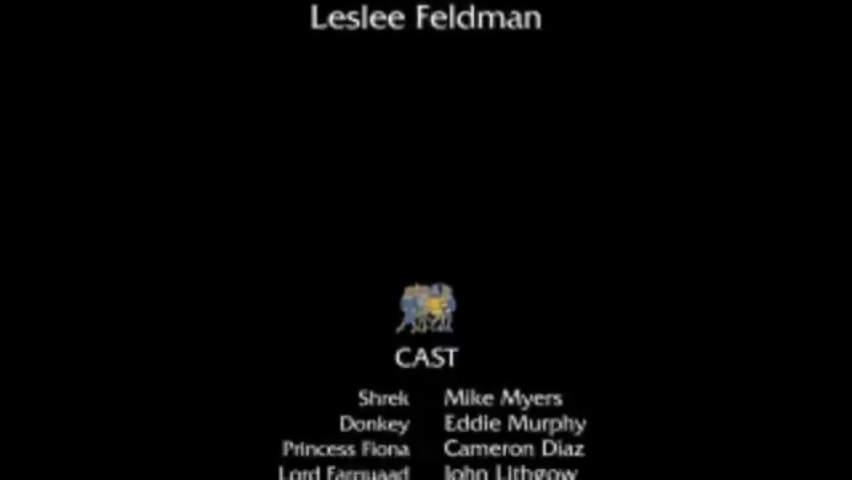 Leslee Feldman
CAST
Shrek Mike Myers
Donkey Eddie Murphy
Princess Fiona Cameron Diaz
Lord Farquaad John Lithgow